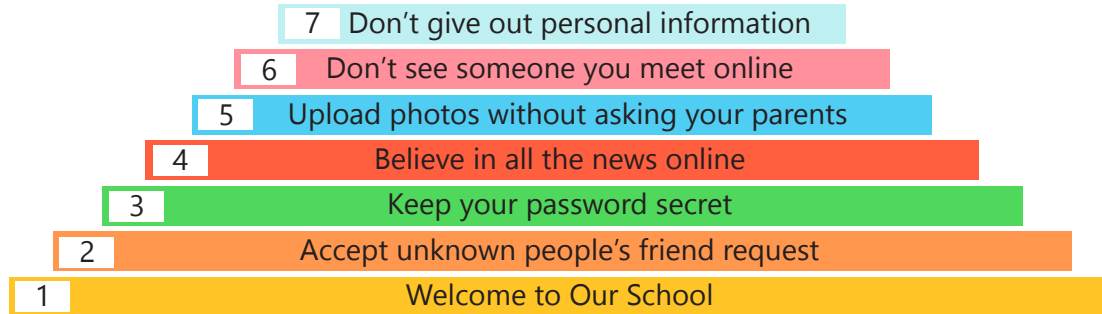 7 Don’t give out personal information
6 Don’t see someone you meet online
5 Upload photos without asking your parents
4 Believe in all the news online
3 Keep your password secret
2 Accept unknown people’s friend request
1 Welcome to Our School